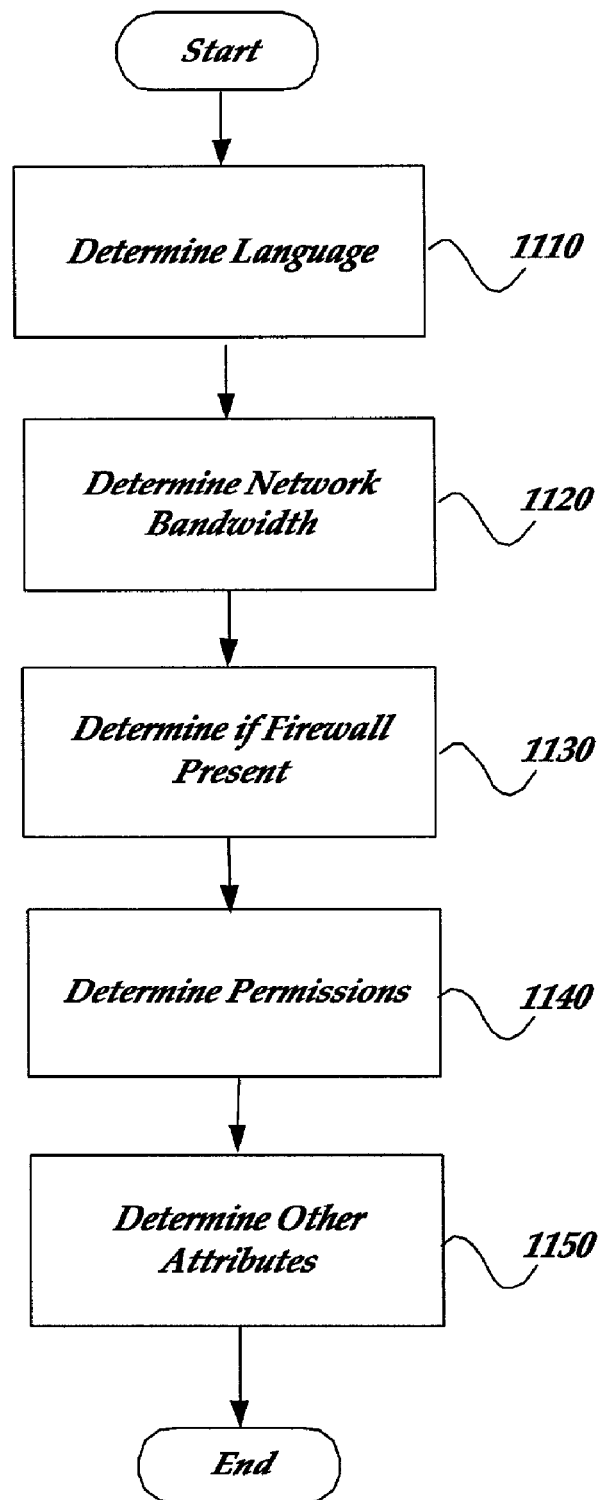 Start
Determine Language
1110
Determine Network
Bandwidth
1120
Determine if Firewall
Present
1130
Determine Permissions
1140
Determine Other
Attributes
1150
End